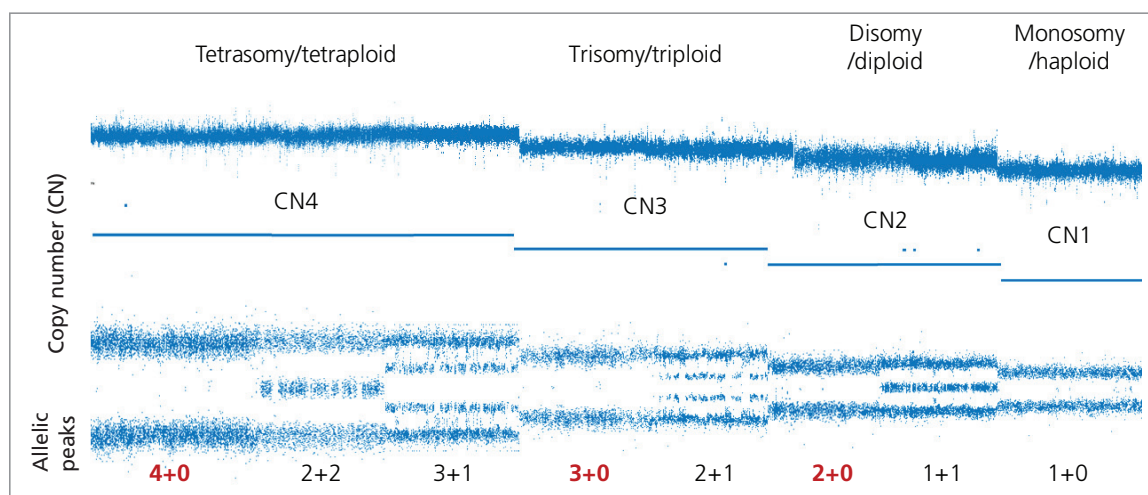 Tetrasomy/tetraploid
Trisomy/triploid
Disomy
/diploid
Monosomy
/haploid
Copy number (CN)
CN4
CN3
CN2
CN1
Allelic
peaks
4+0
2+2
3+1
3+0
2+1
2+0
1+1
1+0